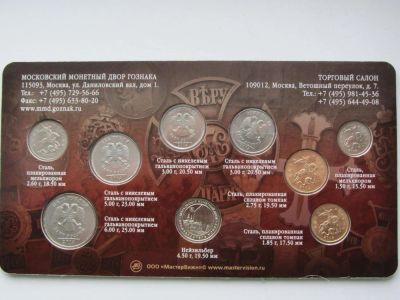 МОСКОВСКИЙ МОНЕТНЫЙ ДВОР ГОЗНАКА
115093, Москва, ул. Даниловский вал, дом 1.
Тел.: +7 (495) 729-56-66
Факс: +7 (495) 633-80-20
www.mmd.goznak.ru
ТОРГОВЫЙ САЛОН
109012, Москва, Ветошный переулок, д. 7.
Тел.: +7 (495) 981-45-36
+7 (495) 644-49-08
ВѢРУ
Сталь,
плакированная
мельхиором
2.60 г 18.50 мм
Сталь с никелевым
гальванопокрытием
5.00 г 23.00 мм
Сталь с никелевым
гальванопокрытием
3.00 г 20.50 мм
Сталь с никелевым
гальванопокрытием
3.00 г 20.50 мм
Сталь, плакированная
сплавом томпак
2.75 г 19.50 мм
Сталь,
плакированная
мельхиором
1.50 г 15.50 мм
Сталь с никелевым
гальванопокрытием
6.00 г 25.00 мм
Нейзильбер
4.50 г 19.50 мм
Сталь, плакированная
сплавом томпак
1.85 г 17.50 мм
ООО «МастерВижн»© www.mastervision.ru